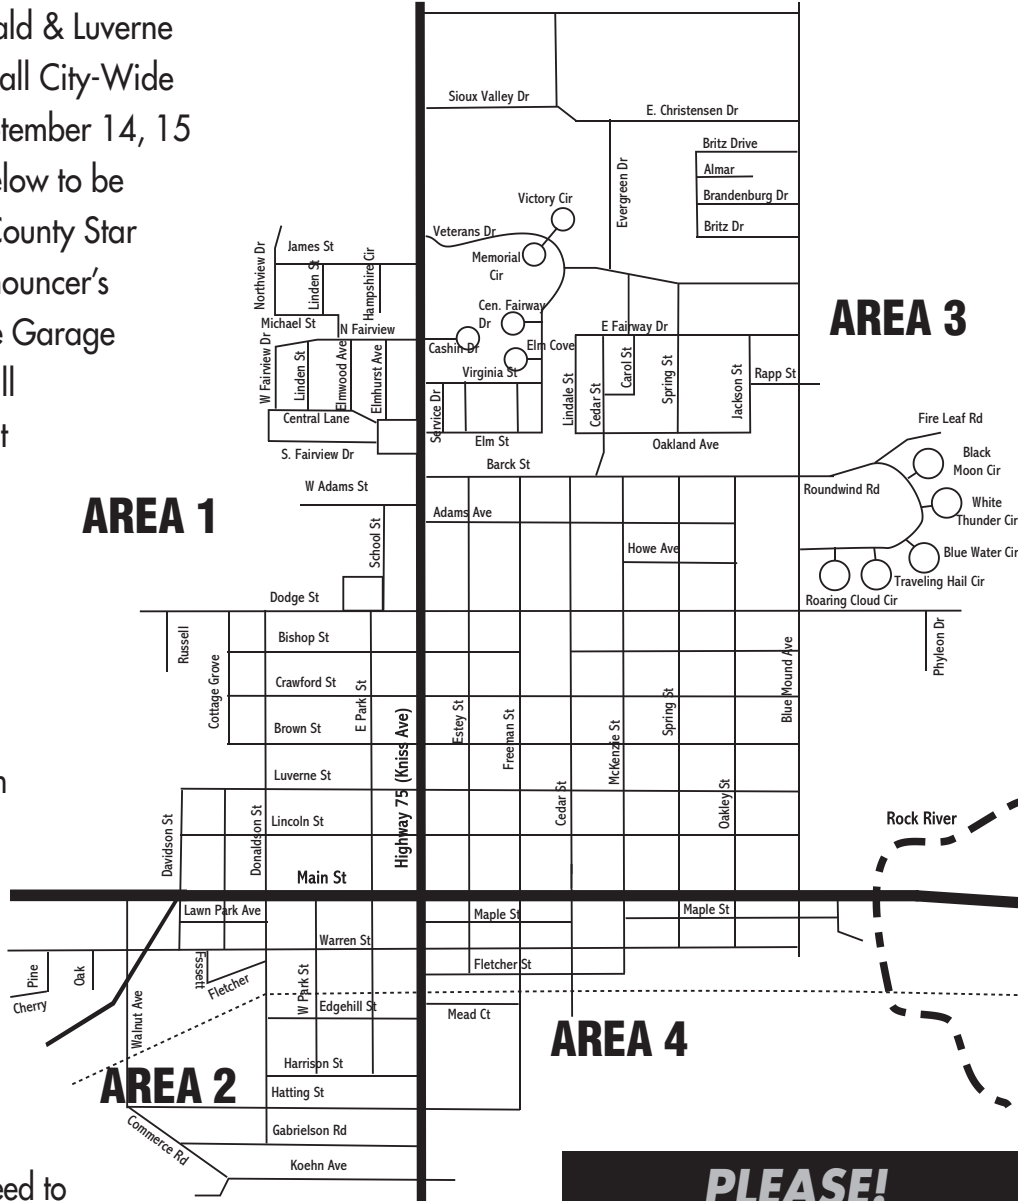 ald & Luverne
all City-Wide
tember 14, 15
elow to be
County Star
nouncer's
e Garage
ll
t
n
eed to
Sioux Valley Dr
E. Christensen Dr
Britz Drive
Almar
Brandenburg Dr
Britz Dr
Evergreen Dr
Victory Cir
Veterans Dr
Memorial
Cir
Northview Dr
James St
Linden St
Hampshire Cir
Michael St
N Fairview
Cen. Fairway
Dr
Cashin Dr
Elm Cove
E Fairway Dr
AREA 3
W Fairview Dr
Linden St
Elmwood Ave
Elmhurst Ave
Virginia St
Service Dr
Lindale St
Cedar St
Carol St
Spring St
Jackson St
Rapp St
Central Lane
S. Fairview Dr
Elm St
Oakland Ave
Barck St
Fire Leaf Rd
Black
Moon Cir
White
Thunder Cir
Blue Water Cir
Traveling Hail Cir
Roaring Cloud Cir
Roundwind Rd
W Adams St
AREA 1
School St
Adams Ave
Howe Ave
Dodge St
Russell
Cottage Grove
Bishop St
Crawford St
E Park St
Brown St
Highway 75 (Kniss Ave)
Estey St
Freeman St
Cedar St
McKenzie St
Spring St
Oakley St
Blue Mound Ave
Phyleon Dr
Luverne St
Davidson St
Donaldson St
Lincoln St
Rock River
Main St
Lawn Park Ave
Maple St
Maple St
Warren St
Fletcher St
Pine
Oak
Cherry
Fssett
Fletcher
Walnut Ave
W Park St
Edgehill St
Mead Ct
AREA 4
Harrison St
AREA 2
Hatting St
Commerce Rd
Gabrielson Rd
Koehn Ave
PLEASE!